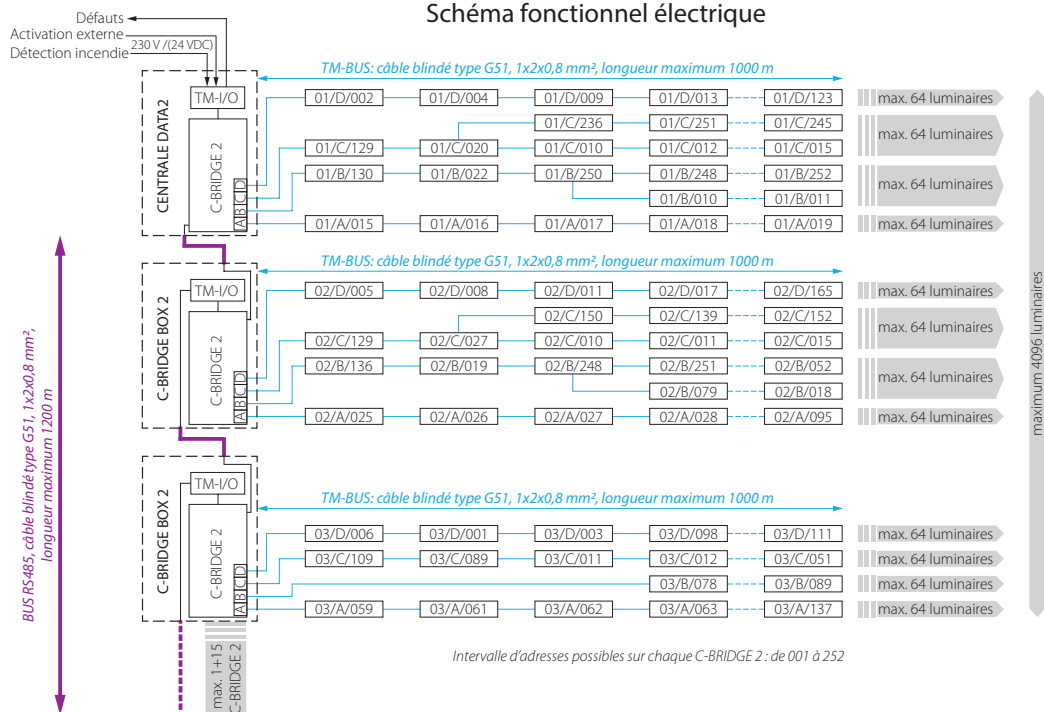 Schéma fonctionnel électrique
Défauts
Activation externe
Détection incendie
230 V /(24 VDC)
CENTRALE DATA2
TM-I/O
C-BRIDGE 2
A B C D
TM-BUS: câble blindé type G51, 1x2x0,8 mm², longueur maximum 1000 m
01/D/002 01/D/004 01/D/009 01/D/013 01/D/123 max. 64 luminaires
01/C/236 01/C/251 01/C/245
max. 64 luminaires
01/C/129 01/C/020 01/C/010 01/C/012 01/C/015
01/B/130 01/B/022 01/B/250 01/B/248 01/B/252
max. 64 luminaires
01/B/010 01/B/011
01/A/015 01/A/016 01/A/017 01/A/018 01/A/019 max. 64 luminaires
C-BRIDGE BOX 2
TM-I/O
C-BRIDGE 2
A B C D
TM-BUS: câble blindé type G51, 1x2x0,8 mm², longueur maximum 1000 m
02/D/005 02/D/008 02/D/011 02/D/017 02/D/165 max. 64 luminaires
02/C/150 02/C/139 02/C/152
max. 64 luminaires
02/C/129 02/C/027 02/C/010 02/C/011 02/C/015
02/B/136 02/B/019 02/B/248 02/B/251 02/B/052
max. 64 luminaires
02/B/079 02/B/018
02/A/025 02/A/026 02/A/027 02/A/028 02/A/095 max. 64 luminaires
C-BRIDGE BOX 2
TM-I/O
C-BRIDGE 2
A B C D
TM-BUS: câble blindé type G51, 1x2x0,8 mm², longueur maximum 1000 m
03/D/006 03/D/001 03/D/003 03/D/098 03/D/111 max. 64 luminaires
03/C/109 03/C/089 03/C/011 03/C/012 03/C/051 max. 64 luminaires
03/B/078 03/B/089 max. 64 luminaires
03/A/059 03/A/061 03/A/062 03/A/063 03/A/137 max. 64 luminaires
Intervalle d'adresses possibles sur chaque C-BRIDGE 2 : de 001 à 252
max. 1+15
C-BRIDGE 2
BUS RS485, câble blindé type G51, 1x2x0,8 mm²,
longueur maximum 1200 m
maximum 4096 luminaires